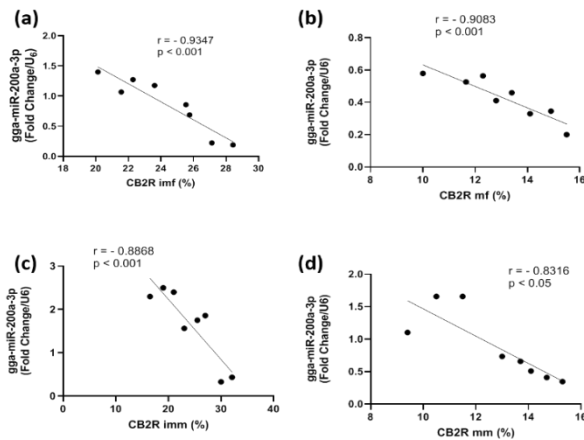 (a)
r = - 0.9347
p < 0.001
gga-miR-200a-3p
(Fold Change/U6)
2.0
1.5
1.0
0.5
0.0
18 20 22 24 26 28 30
CB2R imf (%)
(b)
r = - 0.9083
p < 0.001
gga-miR-200a-3p
(Fold Change/U6)
0.8
0.6
0.4
0.2
0.0
8 10 12 14 16
CB2R mf (%)
(c)
r = - 0.8868
p < 0.001
gga-miR-200a-3p
(Fold Change/U6)
3
2
1
0
0 10 20 30 40
CB2R imm (%)
(d)
r = - 0.8316
p < 0.05
gga-miR-200a-3p
(Fold Change/U6)
2.0
1.5
1.0
0.5
0.0
8 10 12 14 16
CB2R mm (%)